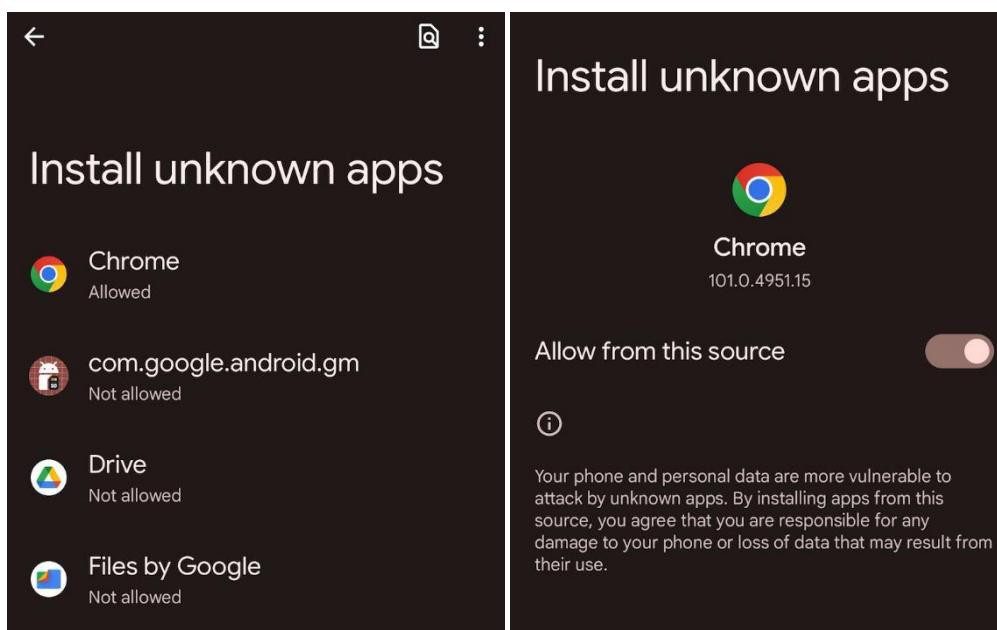 Install unknown apps
Chrome
Allowed
com.google.android.gm
Not allowed
Drive
Not allowed
Files by Google
Not allowed
Install unknown apps
Chrome
101.0.4951.15
Allow from this source
Your phone and personal data are more vulnerable to
attack by unknown apps. By installing apps from this
source, you agree that you are responsible for any
damage to your phone or loss of data that may result from
their use.